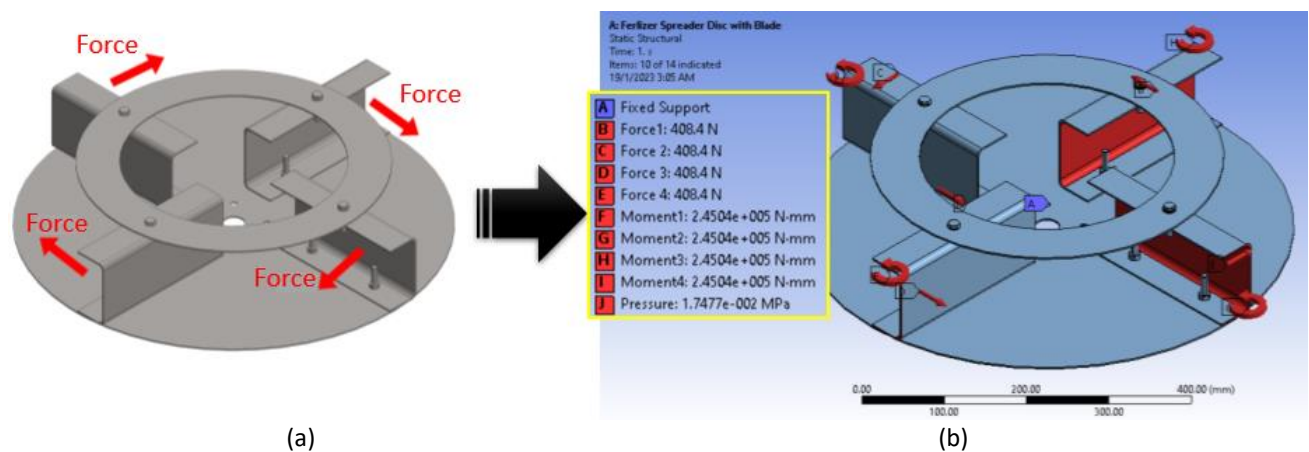 Force
Force
Force
Force
A: Ferlizer Spreader Disc with Blade
Static Structural
Time: 1. s
Items: 10 of 14 indicated
19/1/2023 3:05 AM
A Fixed Support
B Force1: 408.4 N
C Force 2: 408.4 N
D Force 3: 408.4 N
E Force 4: 408.4 N
F Moment1: 2.4504e+005 N-mm
G Moment2: 2.4504e+005 N-mm
H Moment3: 2.4504e+005 N-mm
I Moment4: 2.4504e+005 N-mm
J Pressure: 1.7477e-002 MPa
H
C
A
0.00 200.00 400.00 (mm)
100.00 300.00
(a) (b)